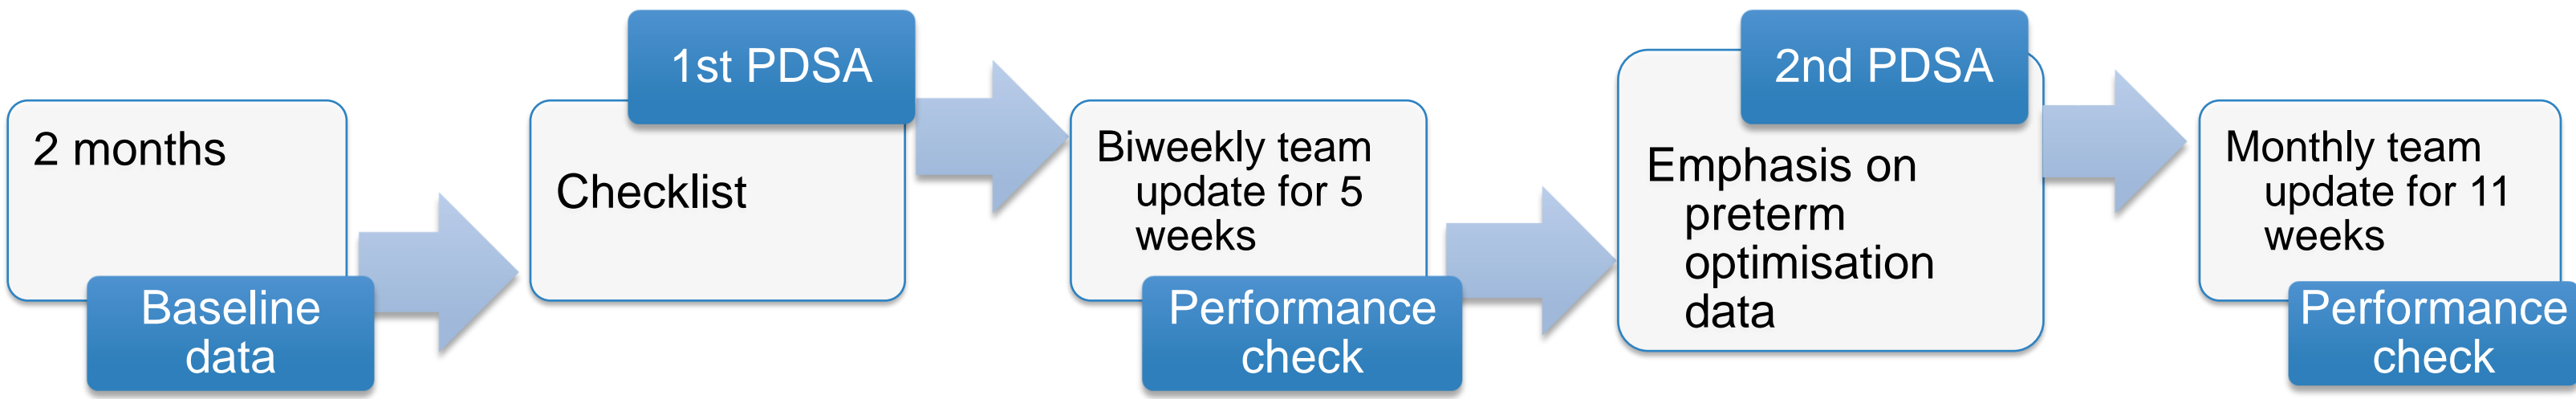 2 months
Baseline
data
1st PDSA
Checklist
Biweekly team
update for 5
weeks
Performance
check
2nd PDSA
Emphasis on
preterm
optimisation
data
Monthly team
update for 11
weeks
Performance
check